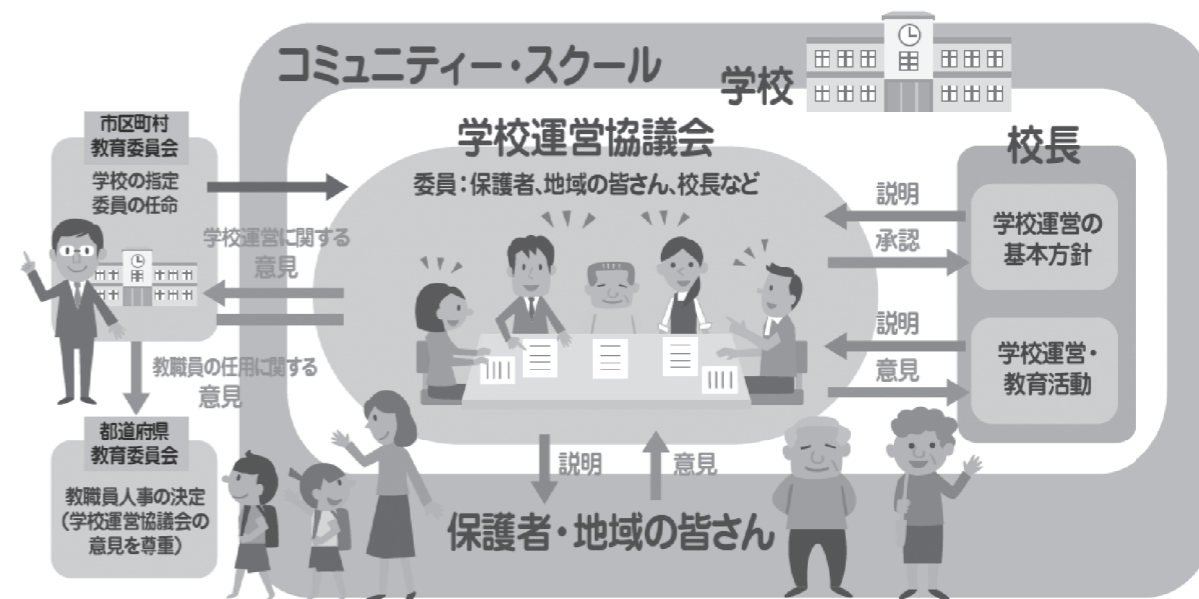 コミュニティー・スクール
学校
市区町村
教育委員会
学校の指定
委員の任命
学校運営協議会
委員:保護者、地域の皆さん、校長など
校長
説明
承認
学校運営の
基本方針
説明
意見
学校運営・
教育活動
学校運営に関する
意見
教職員の任用に関する
意見
都道府県
教育委員会
教職員人事の決定
(学校運営協議会の
意見を尊重)
説明
意見
保護者・地域の皆さん